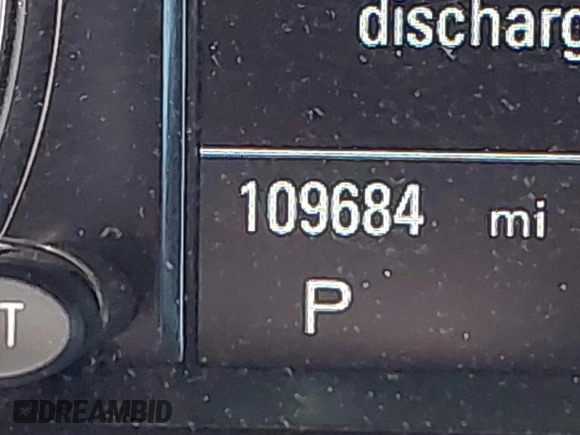 discharg
109684 mi
P
T
DREAMBID